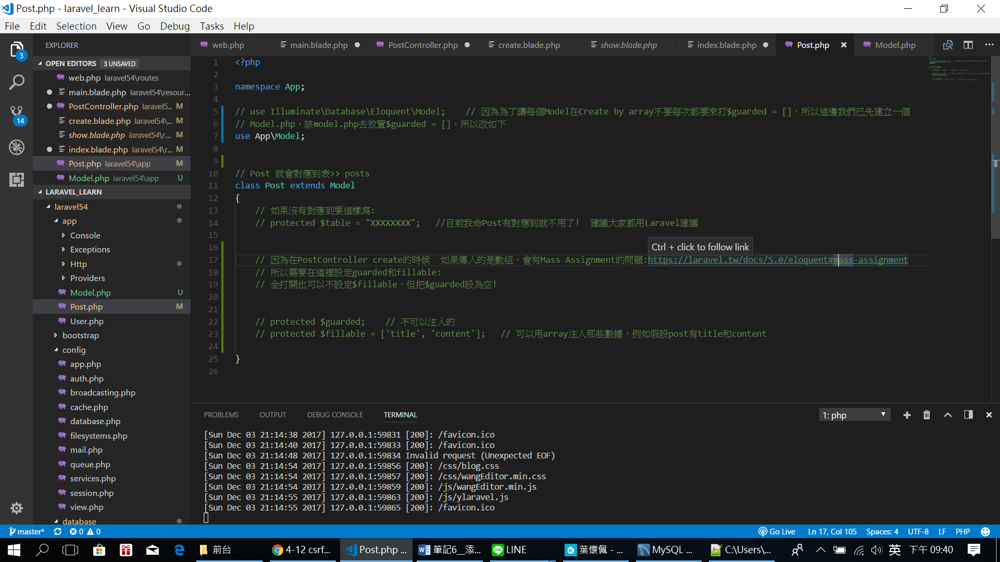 Post.php - laravel_learn - Visual Studio Code
File Edit Selection View Go Debug Tasks Help
EXPLORER
web.php
main.blade.php
PostController.php
create.blade.php
show.blade.php
index.blade.php
Post.php
Model.php
3
14
OPEN EDITORS 3 UNSAVED
web.php laravel54\routes
main.blade.php laravel54\resour...
PostController.php laravel5... M
create.blade.php laravel54\... M
show.blade.php laravel54\r... M
index.blade.php laravel54\r... M
Post.php laravel54\app M
Model.php laravel54\app U
LARAVEL_LEARN
laravel54
app
Console
Exceptions
Http
Providers
Model.php U
Post.php M
User.php
bootstrap
config
app.php
auth.php
broadcasting.php
cache.php
database.php
filesystems.php
mail.php
queue.php
services.php
session.php
view.php
database
1 <?php
2
3 namespace App;
4
5 // use Illuminate\Database\Eloquent\Model; // 因為為了讓每個Model在Create by array不要每次都要來打$guarded = [],所以這邊我們已先建立一個
6 // Model.php，該model.php去放置$guarded = []，所以改如下
7 use App\Model;
8
9
10 // Post 就會對應到表>> posts
11 class Post extends Model
12 {
13 // 如果沒有對應到要這樣寫:
14 // protected $table = "XXXXXXXX"; //目前我命Post有對應到就不用了! 建議大家都用Laravel建議
15
16
Ctrl + click to follow link
17 // 因為在PostController create的時候 如果傳入的是數組，會有Mass Assignment的問題:https://laravel.tw/docs/5.0/eloquent#mass-assignment
18 // 所以需要在這裡設定guarded和fillable:
19 // 全打開也可以不設定$fillable，但把$guarded設為空!
20
21
22 // protected $guarded; // 不可以注入的
23 // protected $fillable = ['title', 'content']; // 可以用array注入那些數據，例如假設post有title和content
24
25 }
26
PROBLEMS OUTPUT DEBUG CONSOLE TERMINAL 1: php
[Sun Dec 03 21:14:38 2017] 127.0.0.1:59831 [200]: /favicon.ico
[Sun Dec 03 21:14:40 2017] 127.0.0.1:59833 [200]: /favicon.ico
[Sun Dec 03 21:14:48 2017] 127.0.0.1:59834 Invalid request (Unexpected EOF)
[Sun Dec 03 21:14:54 2017] 127.0.0.1:59856 [200]: /css/blog.css
[Sun Dec 03 21:14:54 2017] 127.0.0.1:59857 [200]: /css/wangEditor.min.css
[Sun Dec 03 21:14:54 2017] 127.0.0.1:59859 [200]: /js/wangEditor.min.js
[Sun Dec 03 21:14:55 2017] 127.0.0.1:59863 [200]: /js/ylaravel.js
[Sun Dec 03 21:14:55 2017] 127.0.0.1:59865 [200]: /favicon.ico
master* 0 0 Go Live Ln 17, Col 105 Spaces: 4 UTF-8 LF PHP
前台 4-12 csrf... Post.php ... 筆記6__添... LINE 葉懷佩 - ... MySQL ... C:\Users\... 英 下午 09:40